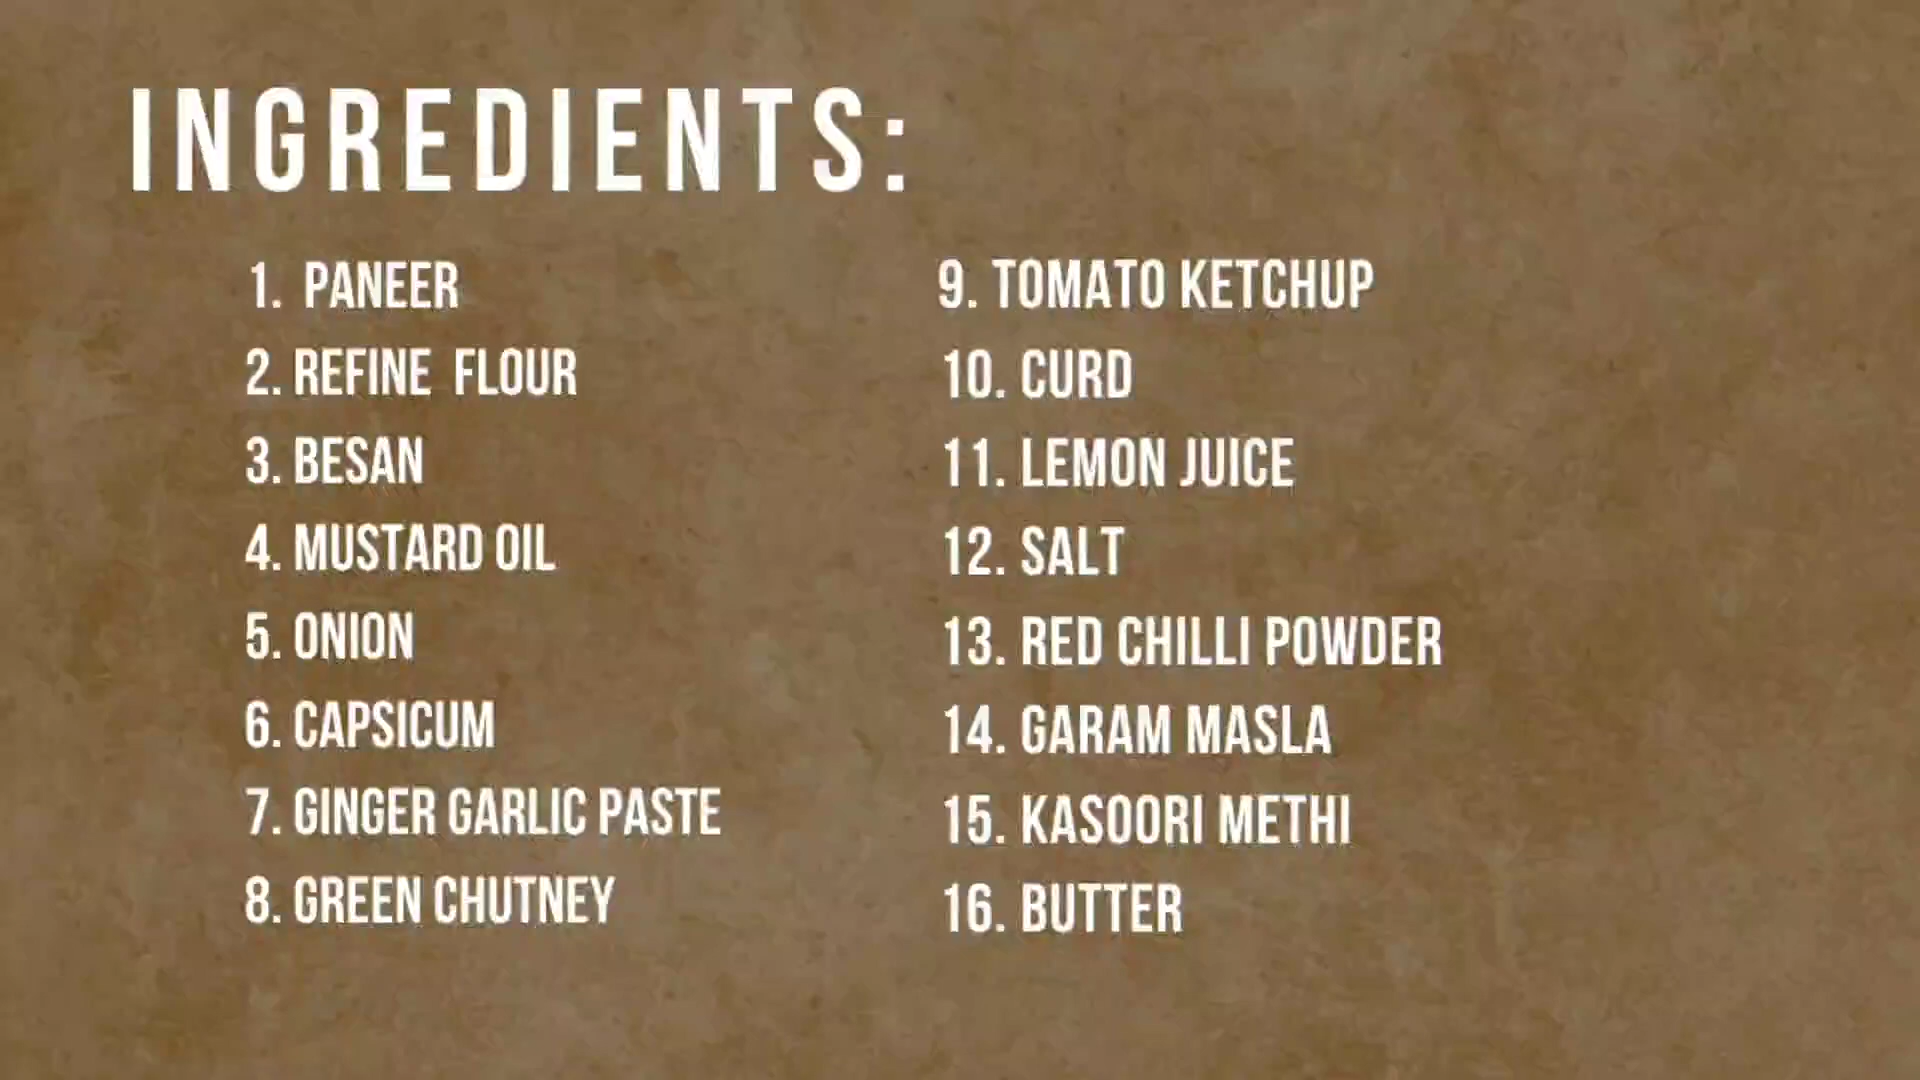 INGREDIENTS:
1. PANEER
2. REFINE FLOUR
3. BESAN
4. MUSTARD OIL
5. ONION
6. CAPSICUM
7. GINGER GARLIC PASTE
8. GREEN CHUTNEY
9. TOMATO KETCHUP
10. CURD
11. LEMON JUICE
12. SALT
13. RED CHILLI POWDER
14. GARAM MASLA
15. KASOORI METHI
16. BUTTER